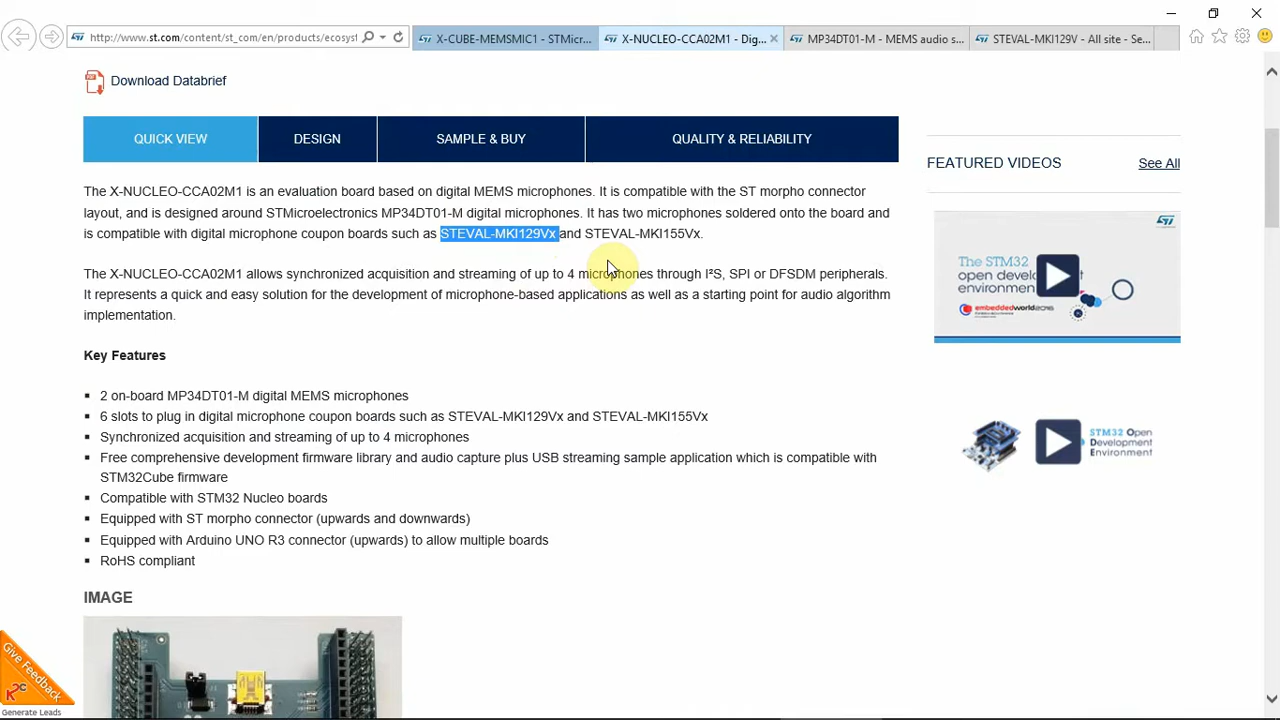 http://www.st.com/content/st_com/en/products/ecosyst
X-CUBE-MEMSMIC1 - STMicr...
X-NUCLEO-CCA02M1 - Dig...
MP34DT01-M - MEMS audio s...
STEVAL-MKI129V - All site - Se...
Download Databrief
QUICK VIEW
DESIGN
SAMPLE & BUY
QUALITY & RELIABILITY
FEATURED VIDEOS
See All
The X-NUCLEO-CCA02M1 is an evaluation board based on digital MEMS microphones. It is compatible with the ST morpho connector
layout, and is designed around STMicroelectronics MP34DT01-M digital microphones. It has two microphones soldered onto the board and
is compatible with digital microphone coupon boards such as STEVAL-MKI129Vx and STEVAL-MKI155Vx.
The X-NUCLEO-CCA02M1 allows synchronized acquisition and streaming of up to 4 microphones through I²S, SPI or DFSDM peripherals.
It represents a quick and easy solution for the development of microphone-based applications as well as a starting point for audio algorithm
implementation.
The STM32
open development
environment
embeddedworld2016
Key Features
2 on-board MP34DT01-M digital MEMS microphones
6 slots to plug in digital microphone coupon boards such as STEVAL-MKI129Vx and STEVAL-MKI155Vx
Synchronized acquisition and streaming of up to 4 microphones
Free comprehensive development firmware library and audio capture plus USB streaming sample application which is compatible with
STM32Cube firmware
Compatible with STM32 Nucleo boards
Equipped with ST morpho connector (upwards and downwards)
Equipped with Arduino UNO R3 connector (upwards) to allow multiple boards
RoHS compliant
STM32 Open
Development
Environment
IMAGE
Give Feedback
K2C
Generate Leads